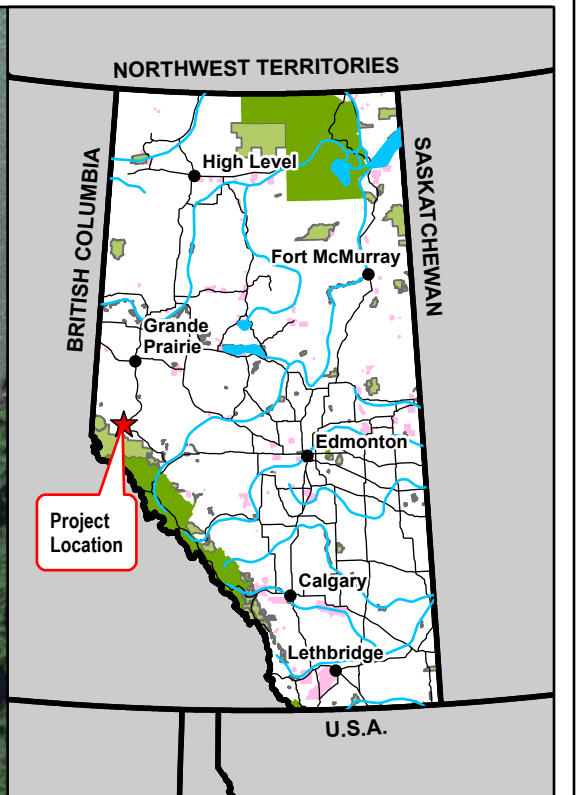 NORTHWEST TERRITORIES
BRITISH COLUMBIA
SASKATCHEWAN
High Level
Fort McMurray
Grande
Prairie
Edmonton
Project
Location
Calgary
Lethbridge
U.S.A.